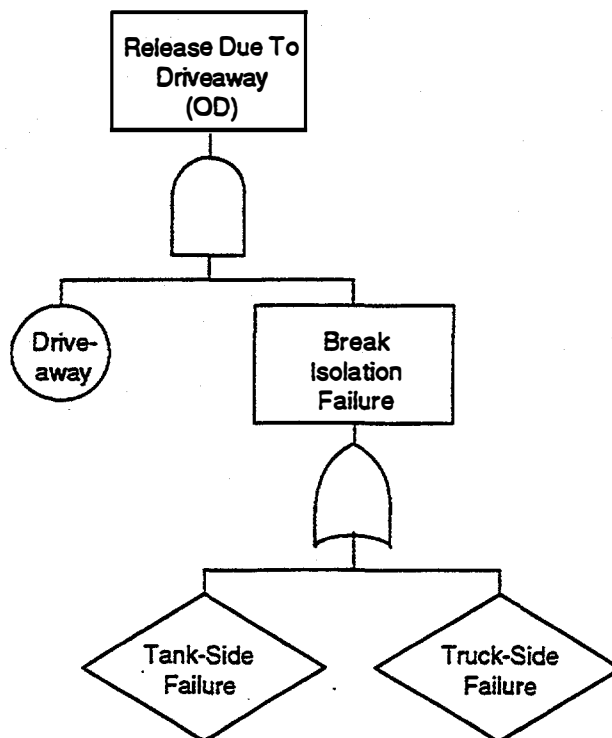 Release Due To
Driveaway
(OD)
Drive-
away
Break
Isolation
Failure
Tank-Side
Failure
Truck-Side
Failure